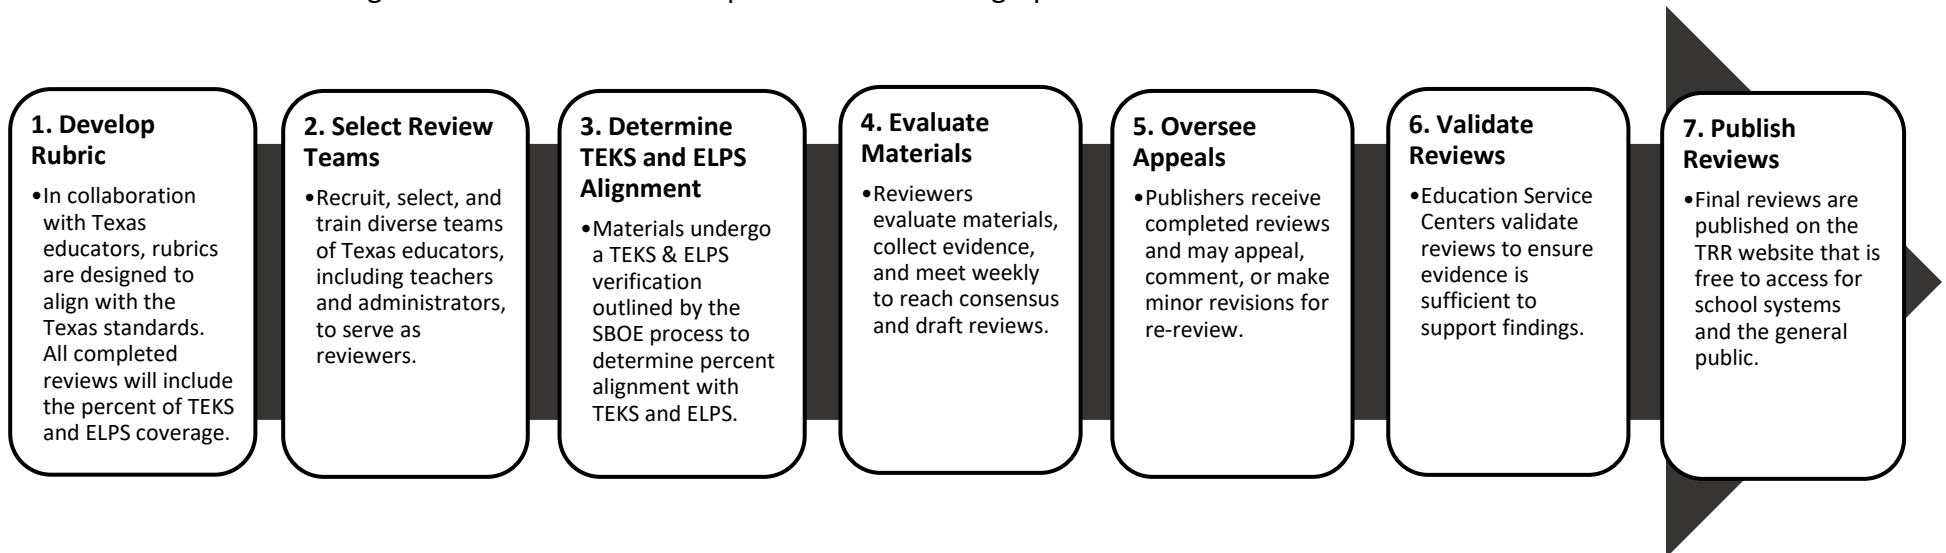 1. Develop
Rubric
•In collaboration
with Texas
educators, rubrics
are designed to
align with the
Texas standards.
All completed
reviews will include
the percent of TEKS
and ELPS coverage.
2. Select Review
Teams
•Recruit, select, and
train diverse teams
of Texas educators,
including teachers
and administrators,
to serve as
reviewers.
3. Determine
TEKS and ELPS
Alignment
•Materials undergo
a TEKS & ELPS
verification
outlined by the
SBOE process to
determine percent
alignment with
TEKS and ELPS.
4. Evaluate
Materials
•Reviewers
evaluate materials,
collect evidence,
and meet weekly
to reach consensus
and draft reviews.
5. Oversee
Appeals
•Publishers receive
completed reviews
and may appeal,
comment, or make
minor revisions for
re-review.
6. Validate
Reviews
•Education Service
Centers validate
reviews to ensure
evidence is
sufficient to
support findings.
7. Publish
Reviews
•Final reviews are
published on the
TRR website that is
free to access for
school systems
and the general
public.